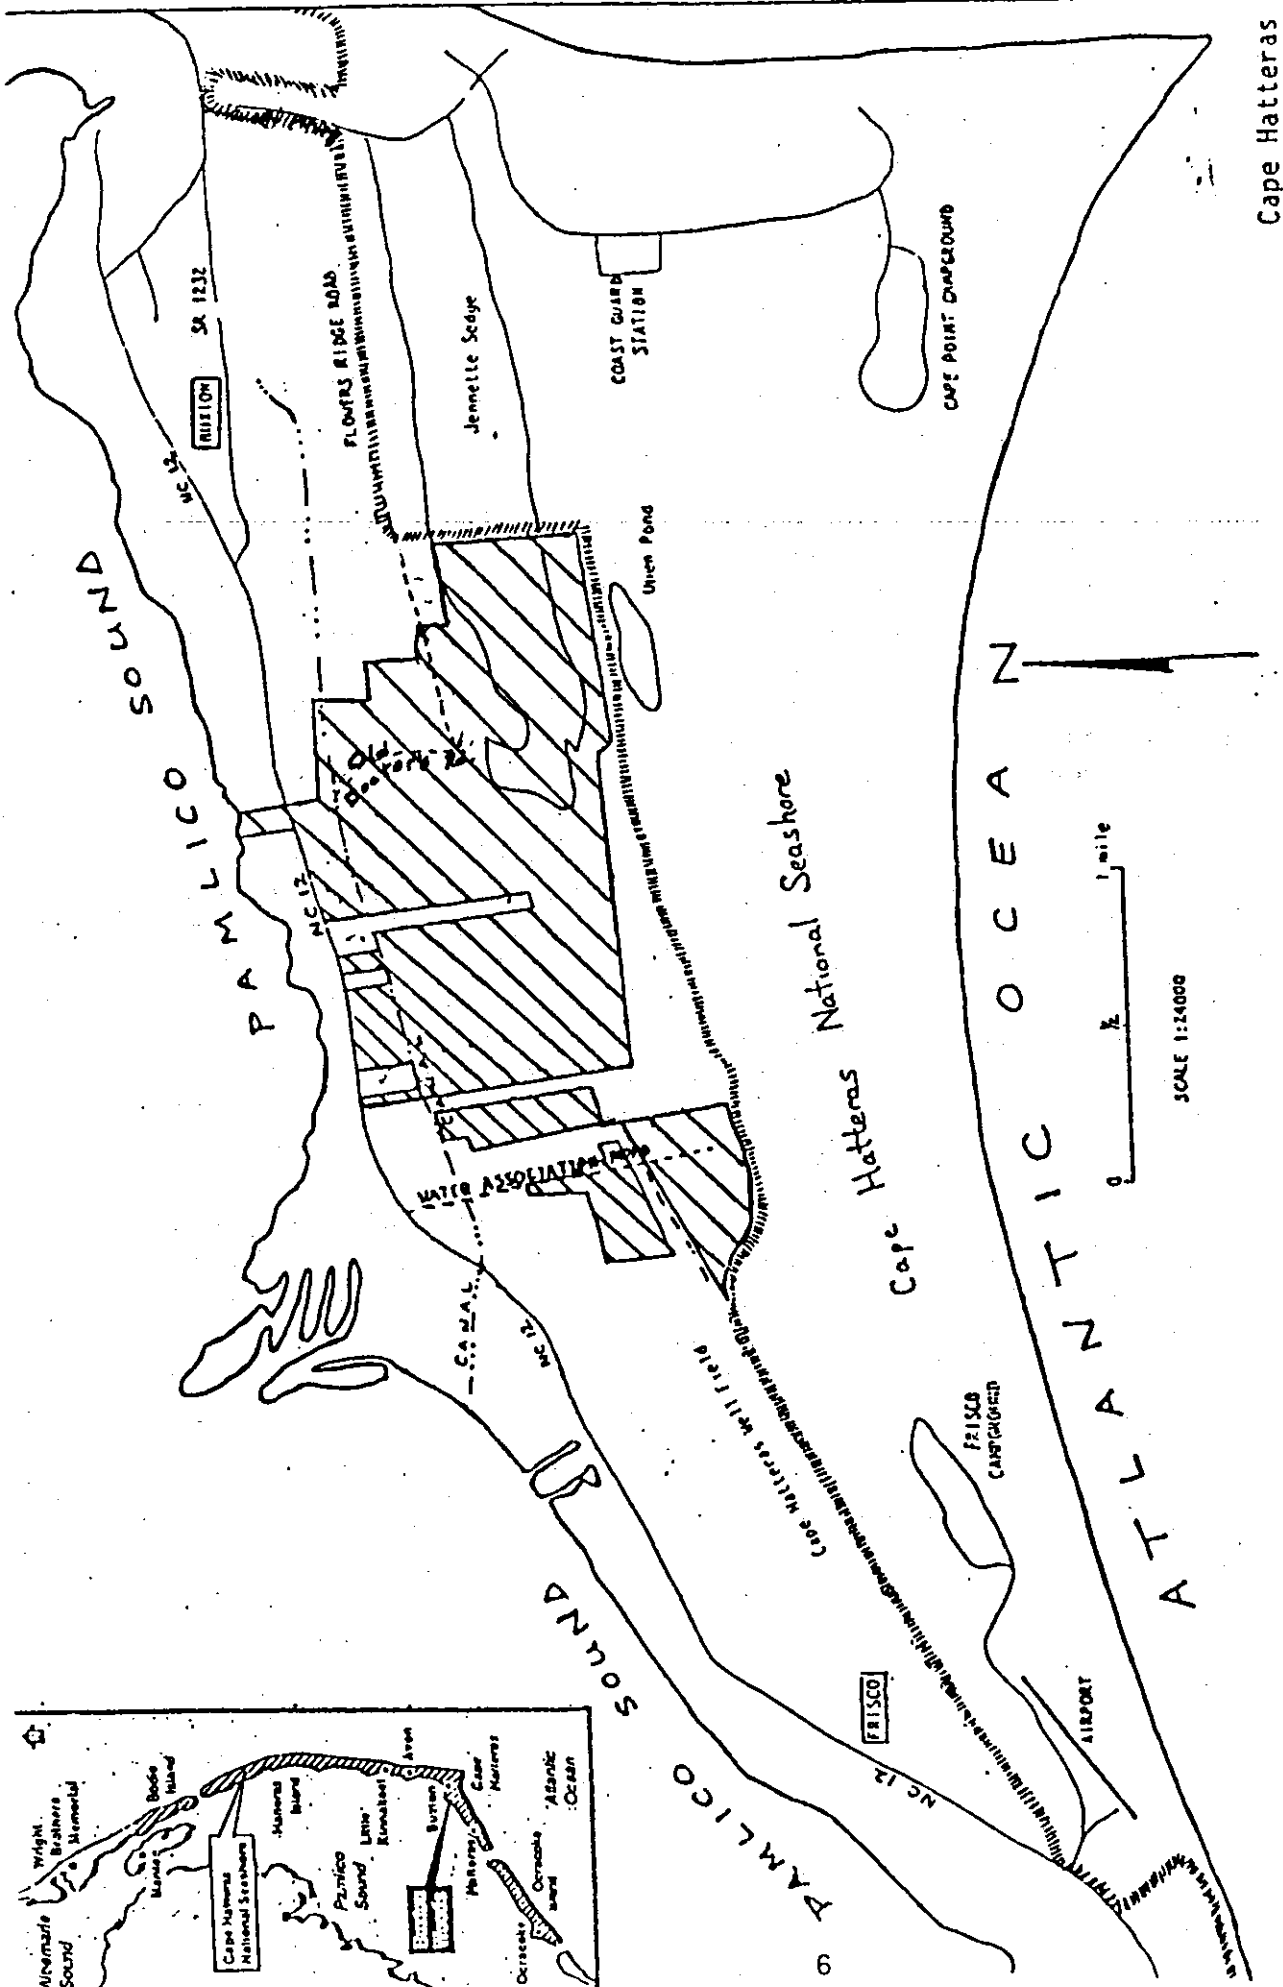 Cape Hatteras
PAMLICO SOUND
NC 12
SR 1232
FLOWERS RIDGE ROAD
Jennette Sedge
COAST GUARD
STATION
CAPE POINT CAMPGROUND
Open Pond
Old
Rd.
NC 12
CANAL
WATER ASSOCIATION ROAD
CANAL
NC 12
Cape Hatteras Well Field
Cape Hatteras National Seashore
N
ATLANTIC OCEAN
0
1/2
1 mile
SCALE 1:24000
FRISCO
CAMPGROUND
FRISCO
NC 12
AIRPORT
PAMLICO SOUND
Albemarle
Sound
Wright
Brothers
Memorial
Bodie
Island
Cape Hatteras
National Seashore
Hatteras
Island
Little
Kinnakeet
Pamlico
Sound
Avon
Buxton
Cape
Hatteras
Hatteras
Atlantic
Ocean
Ocracoke
Island
Ocracoke
6